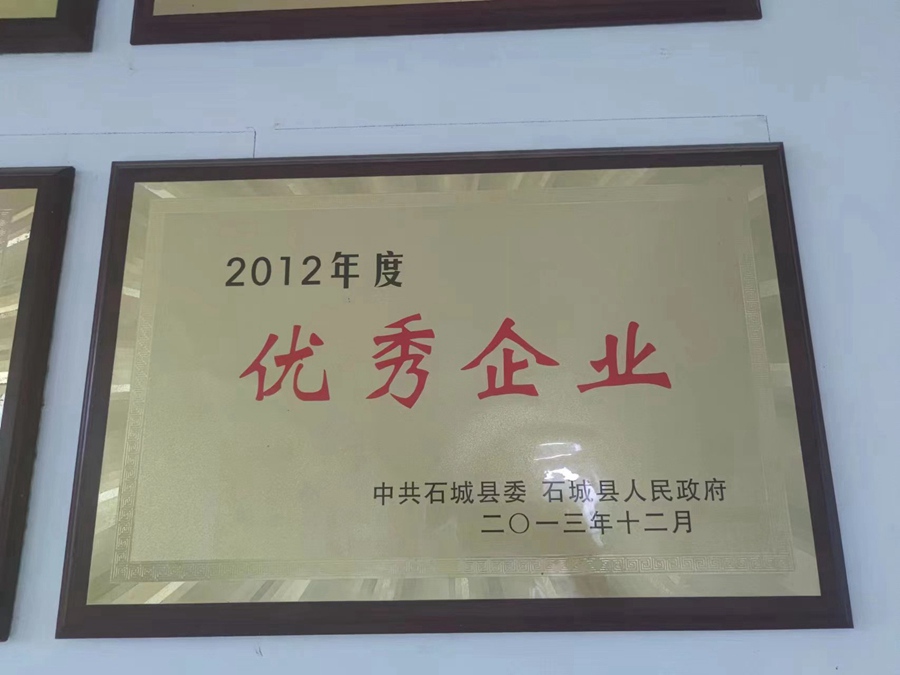 2012年度
优秀企业
中共石城县委 石城县人民政府
二〇一三年十二月